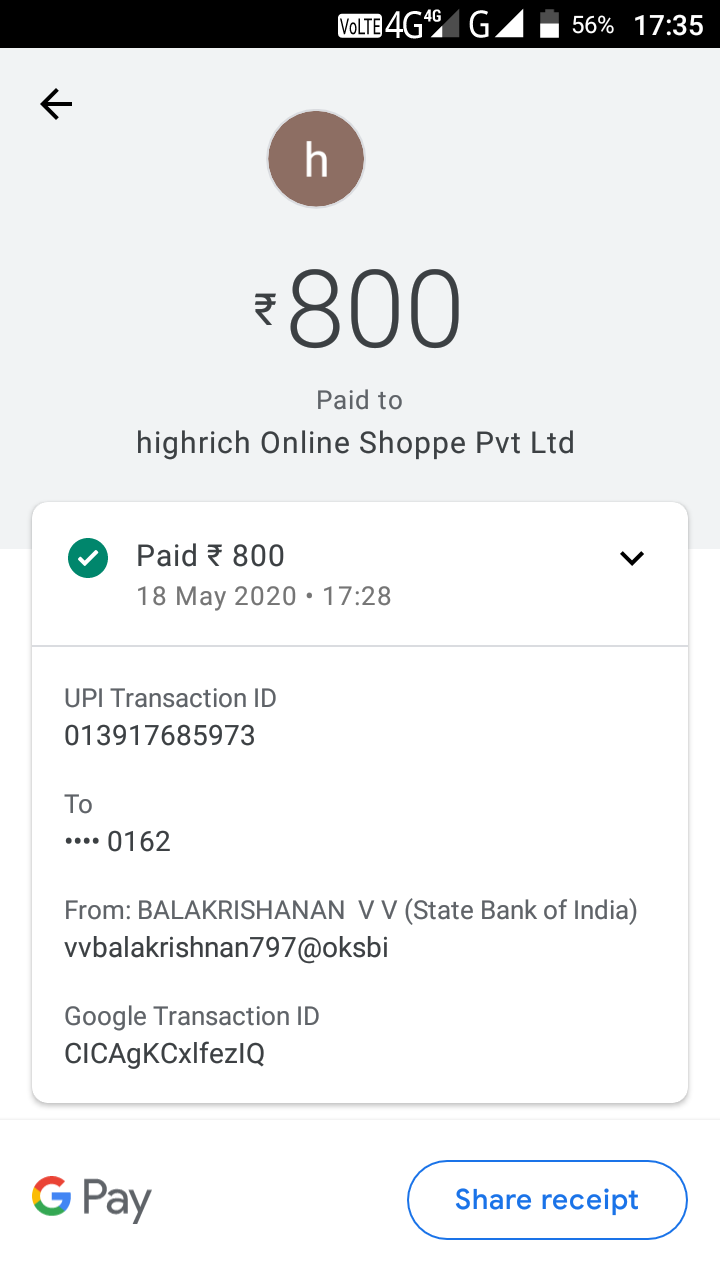 VoLTE 4G 4G G 56% 17:35
h
₹800
Paid to
highrich Online Shoppe Pvt Ltd
Paid ₹ 800
18 May 2020 • 17:28
UPI Transaction ID
013917685973
To
•••• 0162
From: BALAKRISHANAN  V V (State Bank of India)
vvbalakrishnan797@oksbi
Google Transaction ID
CICAgKCxlfezIQ
G Pay
Share receipt